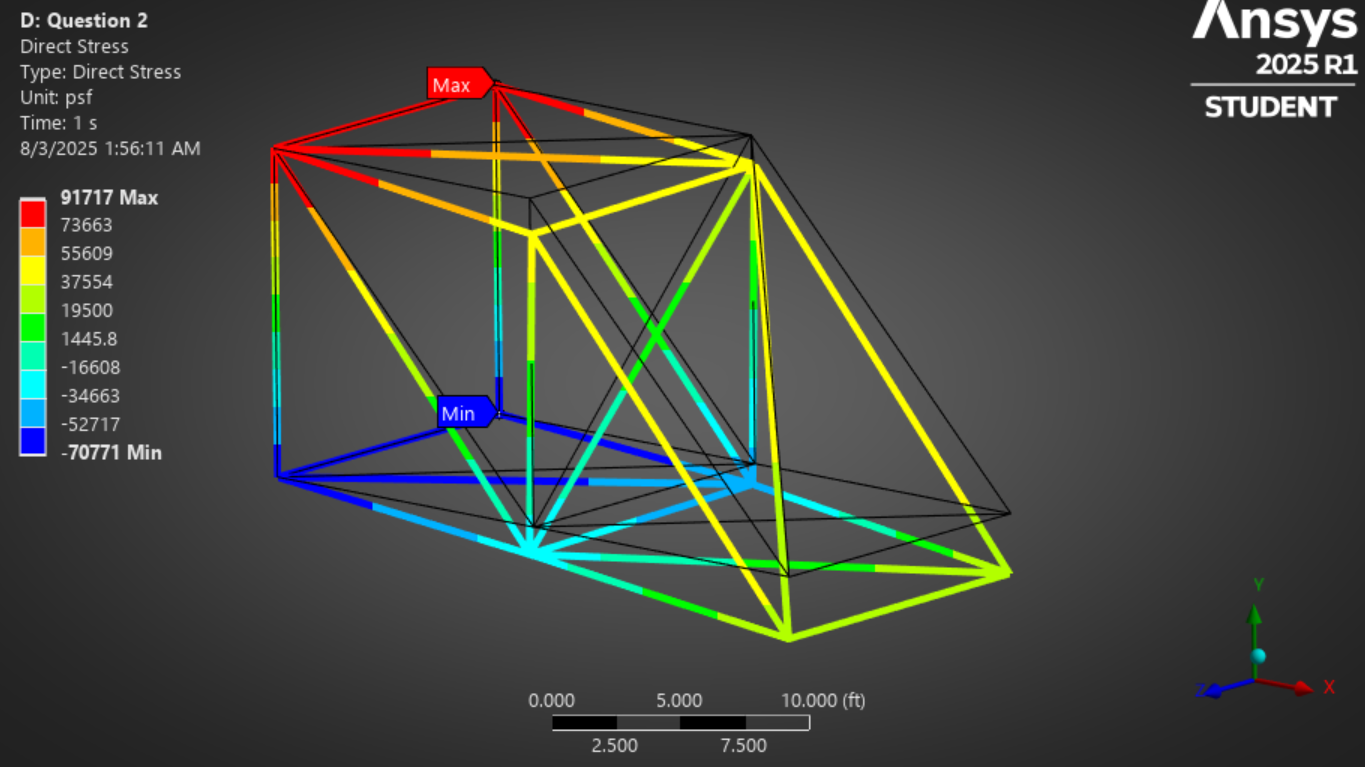 D: Question 2
Direct Stress
Type: Direct Stress
Unit: psf
Time: 1 s
8/3/2025 1:56:11 AM
91717 Max
73663
55609
37554
19500
1445.8
-16608
-34663
-52717
-70771 Min
Max
Min
Ansys
2025 R1
STUDENT
0.000 5.000 10.000 (ft)
2.500 7.500
Y
Z X